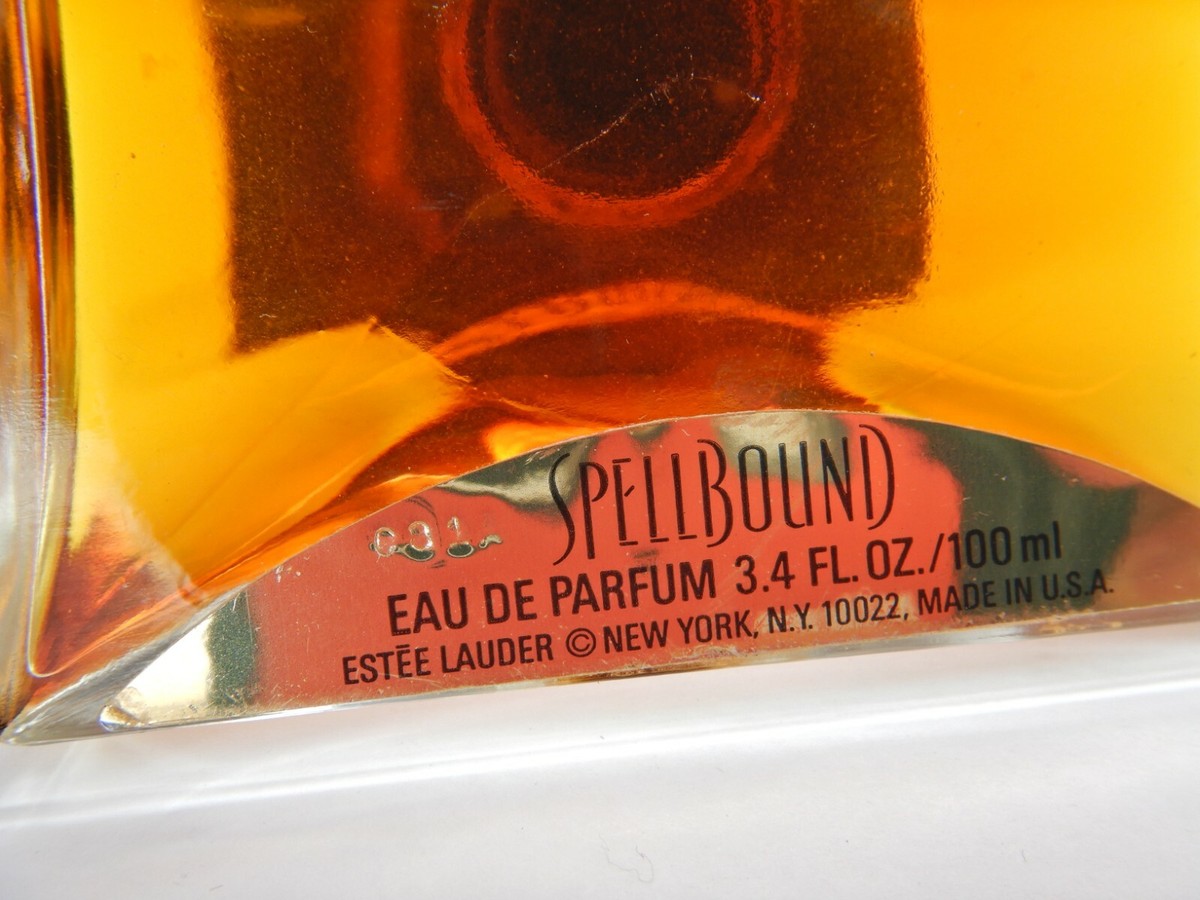 SPELLBOUND
EAU DE PARFUM 3.4 FL. OZ./100 ml
ESTĒE LAUDER © NEW YORK, N.Y. 10022, MADE IN U.S.A.